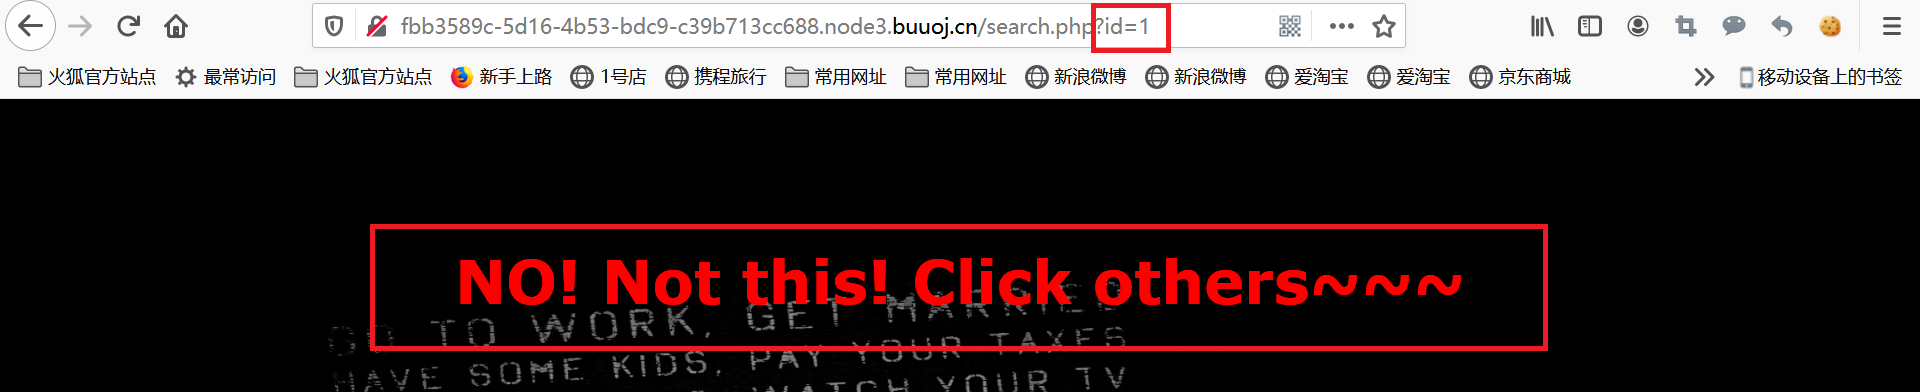 fbb3589c-5d16-4b53-bdc9-c39b713cc688.node3.buuoj.cn/search.php?id=1
火狐官方站点 最常访问 火狐官方站点 新手上路 1号店 携程旅行 常用网址 常用网址 新浪微博 新浪微博 爱淘宝 爱淘宝 京东商城 移动设备上的书签
NO! Not this! Click others~~~
GO TO WORK, GET MARRIED
HAVE SOME KIDS, PAY YOUR TAXES
WATCH YOUR TV